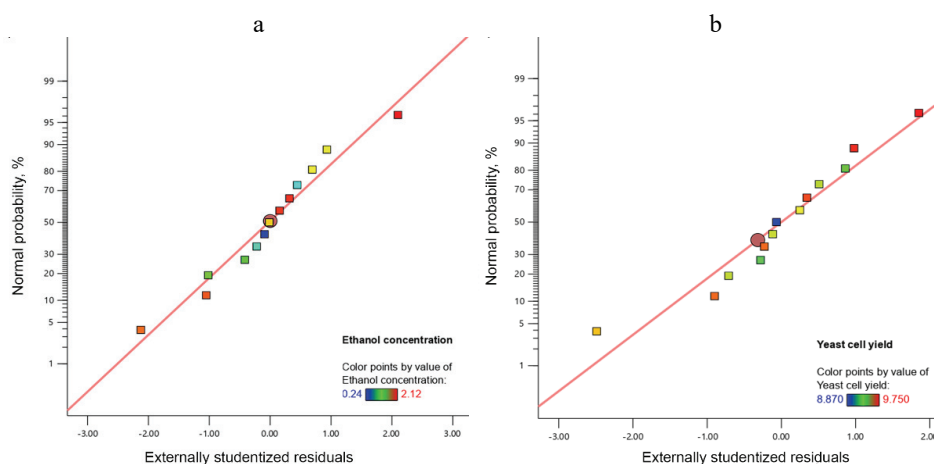 a
Normal probability, %
99
95
90
80
70
50
30
20
10
5
1
Ethanol concentration
Color points by value of
Ethanol concentration:
0.24 2.12
-3.00 -2.00 -1.00 0.00 1.00 2.00 3.00
Externally studentized residuals
b
Normal probability, %
99
95
90
80
70
50
30
20
10
5
1
Yeast cell yield
Color points by value of
Yeast cell yield:
8.870 9.750
-3.00 -2.00 -1.00 0.00 1.00 2.00
Externally studentized residuals